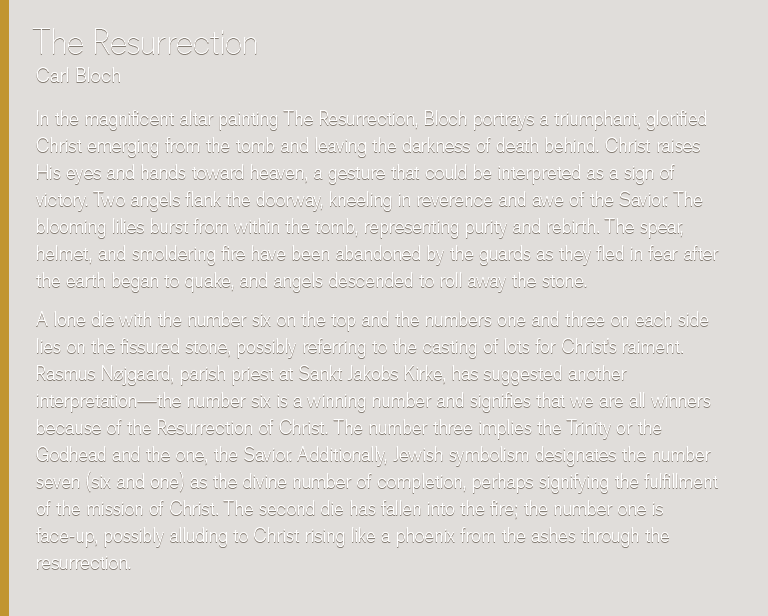 The Resurrection
Carl Bloch
In the magnificent altar painting The Resurrection, Bloch portrays a triumphant, glorified
Christ emerging from the tomb and leaving the darkness of death behind. Christ raises
His eyes and hands toward heaven, a gesture that could be interpreted as a sign of
victory. Two angels flank the doorway, kneeling in reverence and awe of the Savior. The
blooming lilies burst from within the tomb, representing purity and rebirth. The spear,
helmet, and smoldering fire have been abandoned by the guards as they fled in fear after
the earth began to quake, and angels descended to roll away the stone.
A lone die with the number six on the top and the numbers one and three on each side
lies on the fissured stone, possibly referring to the casting of lots for Christ's raiment.
Rasmus Nøjgaard, parish priest at Sankt Jakobs Kirke, has suggested another
interpretation—the number six is a winning number and signifies that we are all winners
because of the Resurrection of Christ. The number three implies the Trinity or the
Godhead and the one, the Savior. Additionally, Jewish symbolism designates the number
seven (six and one) as the divine number of completion, perhaps signifying the fulfillment
of the mission of Christ. The second die has fallen into the fire; the number one is
face-up, possibly alluding to Christ rising like a phoenix from the ashes through the
resurrection.